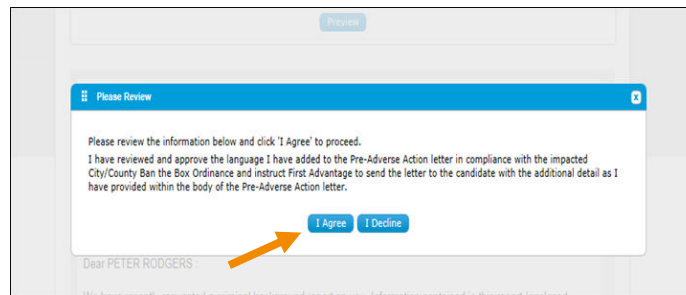 Preview
Please Review
x
Please review the information below and click 'I Agree' to proceed.
I have reviewed and approve the language I have added to the Pre-Adverse Action letter in compliance with the impacted
City/County Ban the Box Ordinance and instruct First Advantage to send the letter to the candidate with the additional detail as I
have provided within the body of the Pre-Adverse Action letter.
I Agree I Decline
Dear PETER RODGERS :